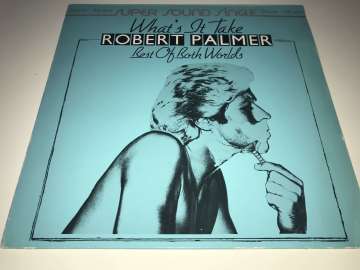 SUPER SOUND SINGLE
What's It Take
ROBERT PALMER
Best Of Both Worlds